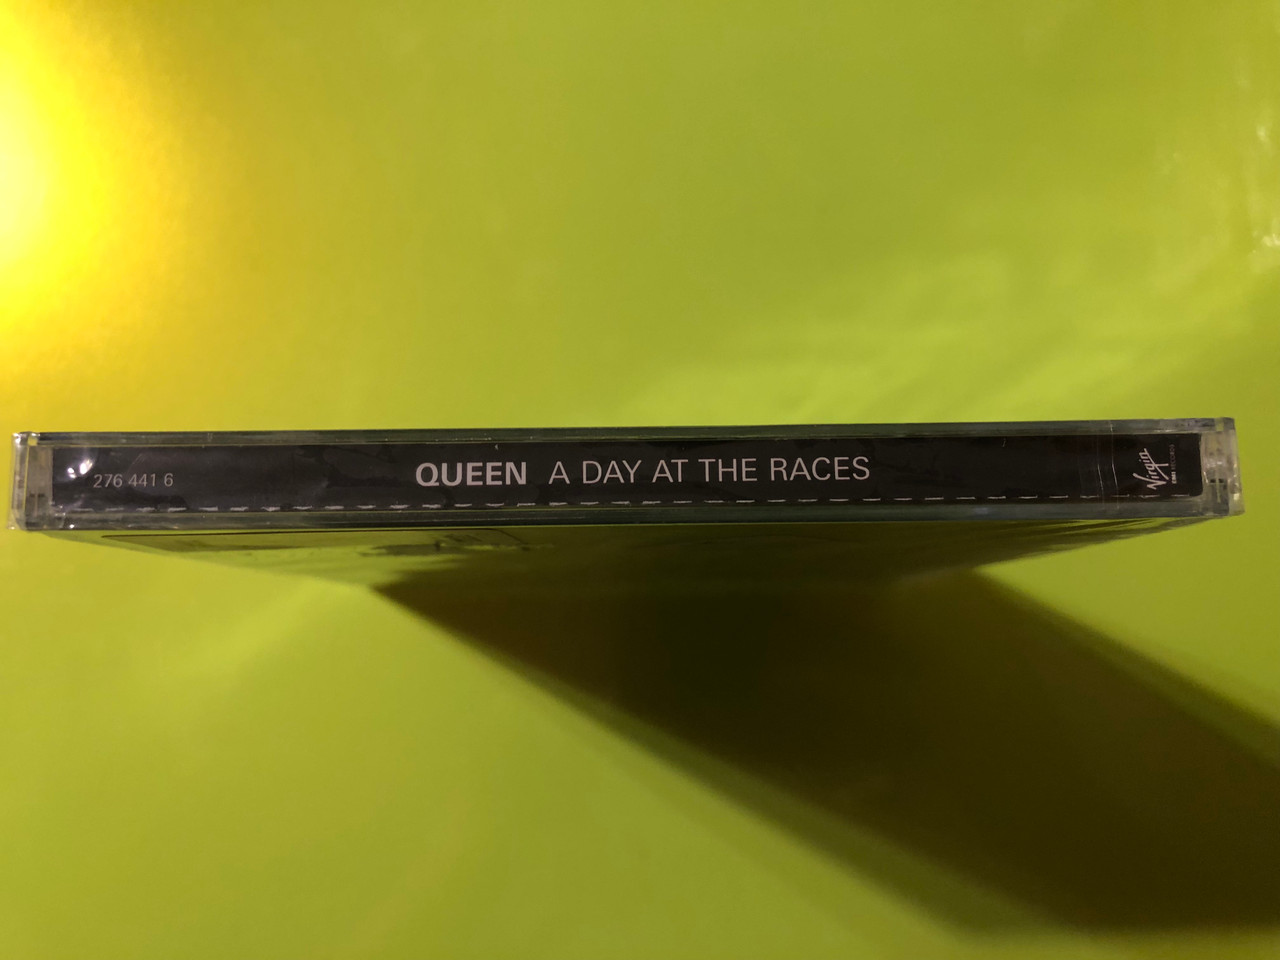 276 441 6
QUEEN A DAY AT THE RACES
Virgin